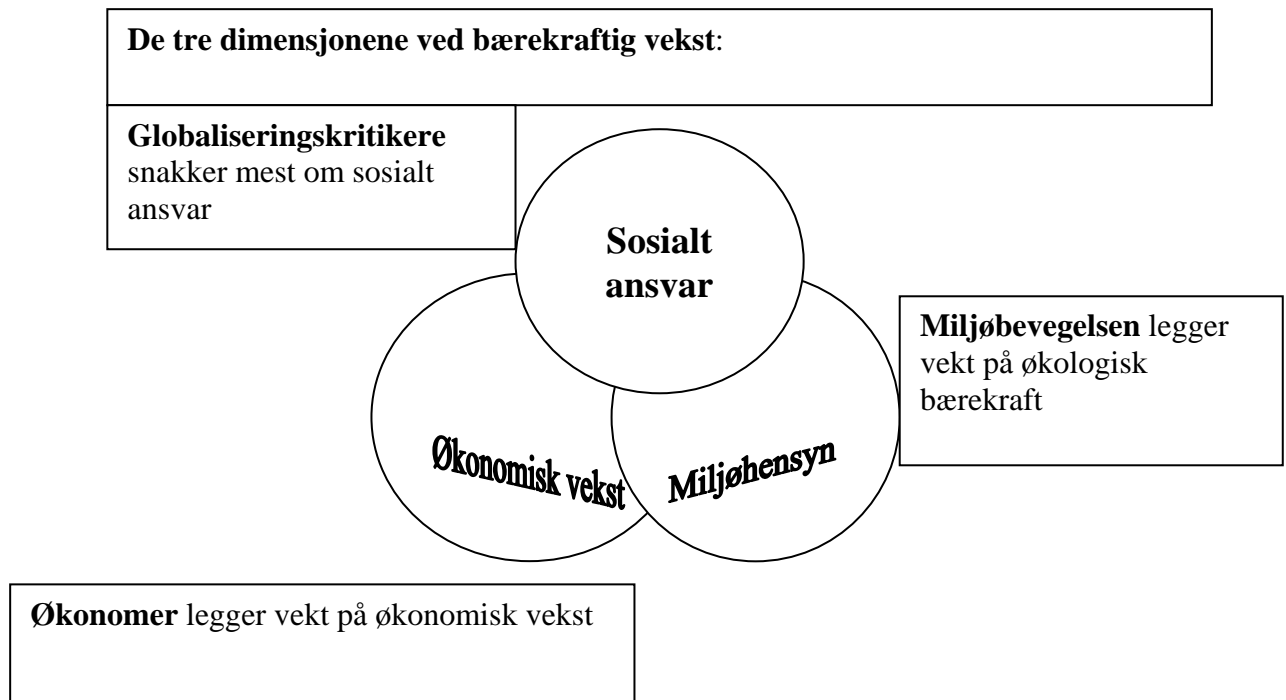 De tre dimensjonene ved bærekraftig vekst:
Globaliseringskritikere
snakker mest om sosialt
ansvar
Sosialt
ansvar
Miljøbevegelsen legger
vekt på økologisk
bærekraft
Økonomisk vekst
Miljøhensyn
Økonomer legger vekt på økonomisk vekst